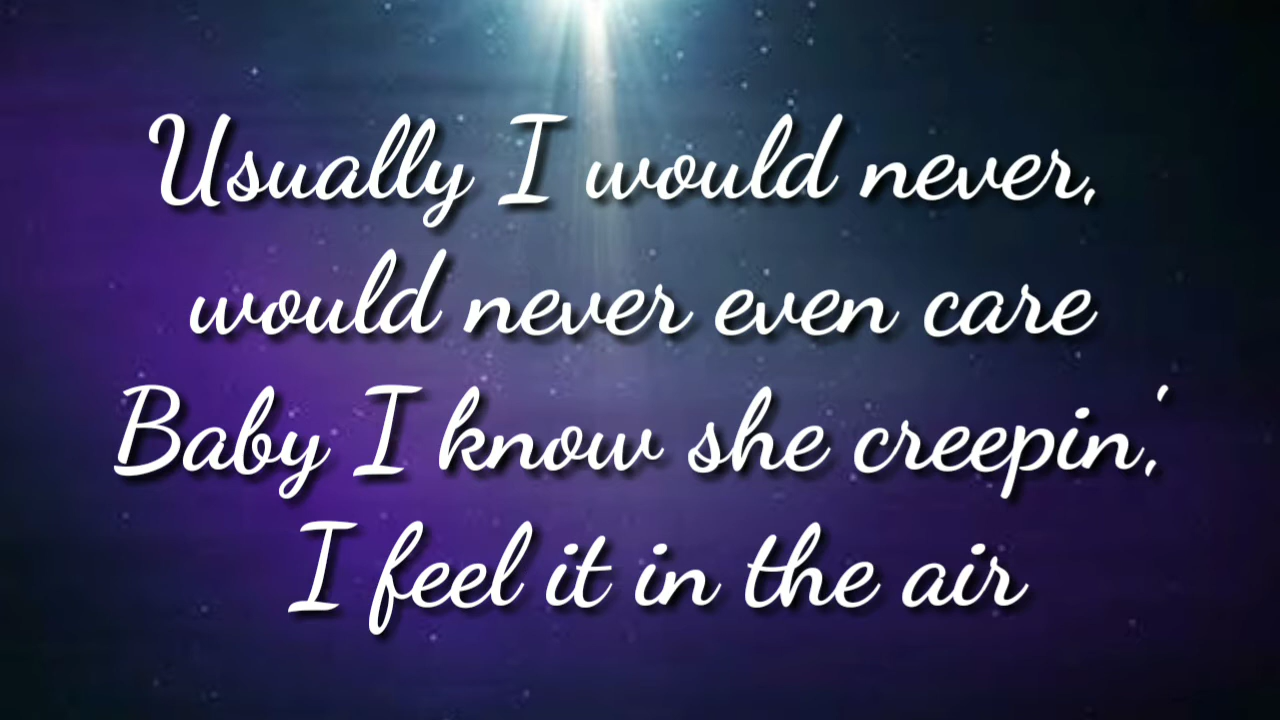 Usually I would never,
would never even care
Baby I know she creepin,'
I feel it in the air